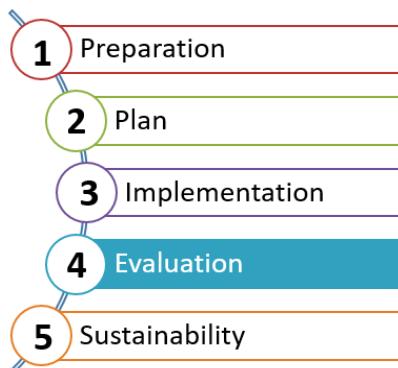 1 Preparation
2 Plan
3 Implementation
4 Evaluation
5 Sustainability